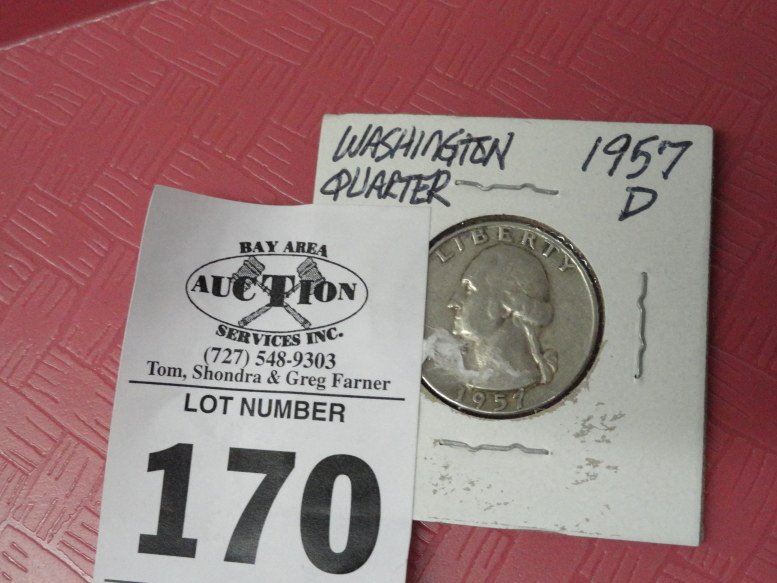 WASHINGTON 1957
QUARTER D
LIBERTY
1957
BAY AREA
AUCTION
SERVICES INC.
(727) 548-9303
Tom, Shondra & Greg Farner
LOT NUMBER
170